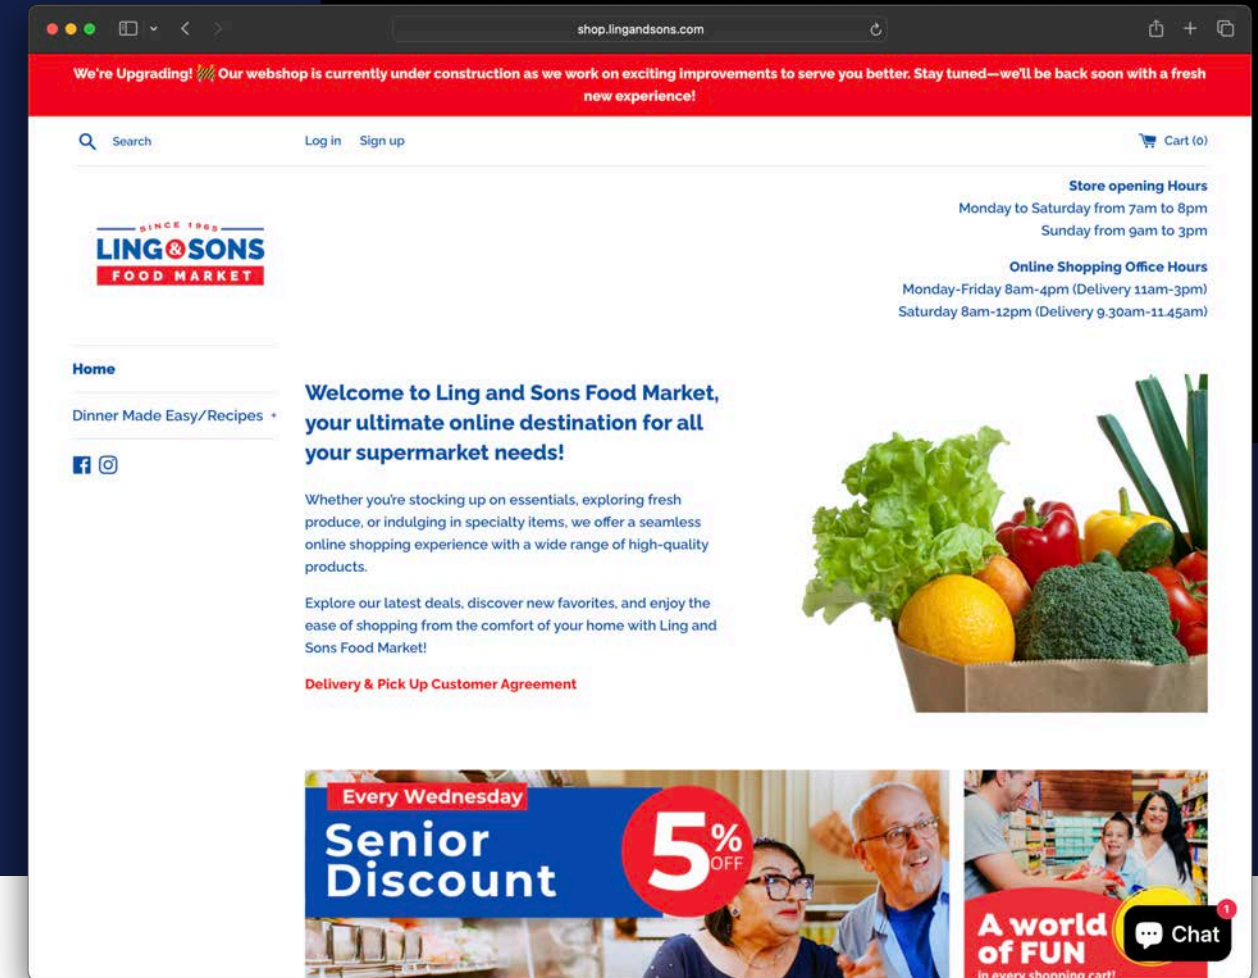 shop.lingandsons.com
We're Upgrading! 🚧 Our webshop is currently under construction as we work on exciting improvements to serve you better. Stay tuned—we'll be back soon with a fresh
new experience!
Search
Log in Sign up
Cart (0)
SINCE 1965
LING&SONS
FOOD MARKET
Store opening Hours
Monday to Saturday from 7am to 8pm
Sunday from 9am to 3pm
Online Shopping Office Hours
Monday-Friday 8am-4pm (Delivery 11am-3pm)
Saturday 8am-12pm (Delivery 9.30am-11.45am)
Home
Dinner Made Easy/Recipes +
Welcome to Ling and Sons Food Market,
your ultimate online destination for all
your supermarket needs!
Whether you're stocking up on essentials, exploring fresh
produce, or indulging in specialty items, we offer a seamless
online shopping experience with a wide range of high-quality
products.
Explore our latest deals, discover new favorites, and enjoy the
ease of shopping from the comfort of your home with Ling and
Sons Food Market!
Delivery & Pick Up Customer Agreement
Every Wednesday
Senior
Discount
5% OFF
A world
of FUN
in every shopping cart!
Chat
1